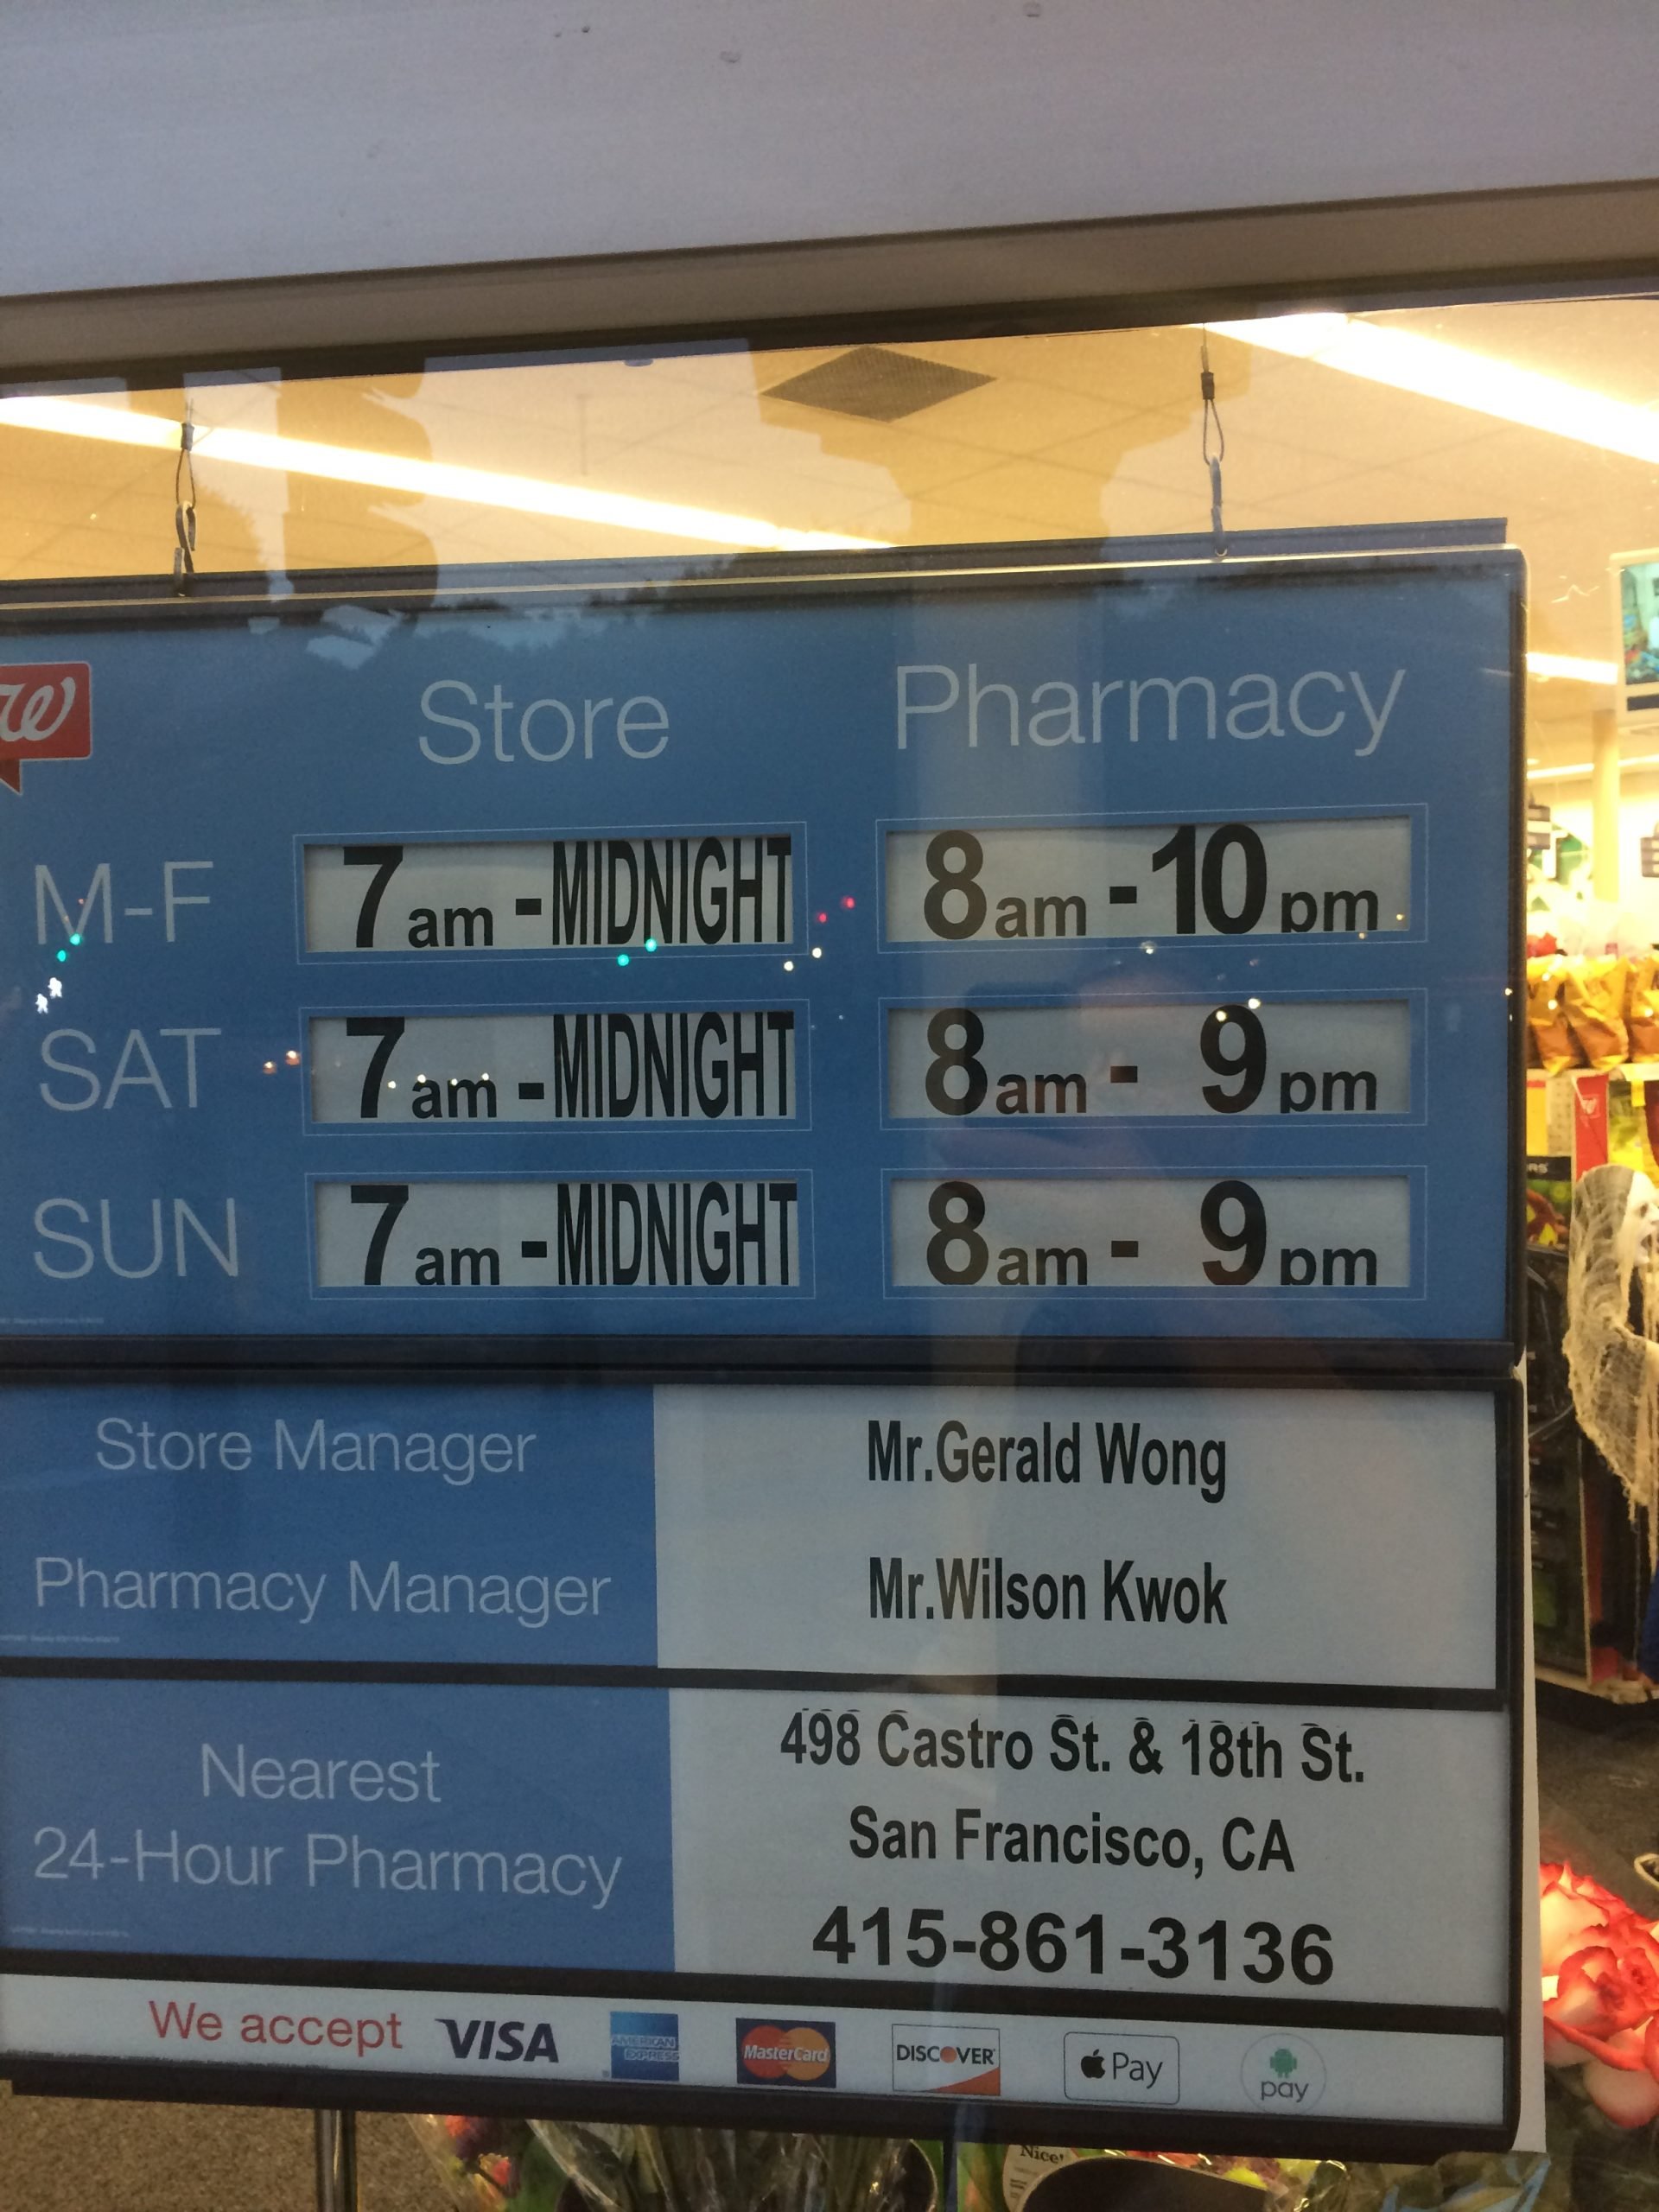 W
Store Pharmacy
M-F 7am-MIDNIGHT 8am-10pm
SAT 7am-MIDNIGHT 8am- 9pm
SUN 7am-MIDNIGHT 8am- 9pm
Store Manager Mr.Gerald Wong
Pharmacy Manager Mr.Wilson Kwok
Nearest
24-Hour Pharmacy
498 Castro St. & 18th St.
San Francisco, CA
415-861-3136
We accept VISA AMERICAN EXPRESS MasterCard DISCOVER Pay pay
Nice!